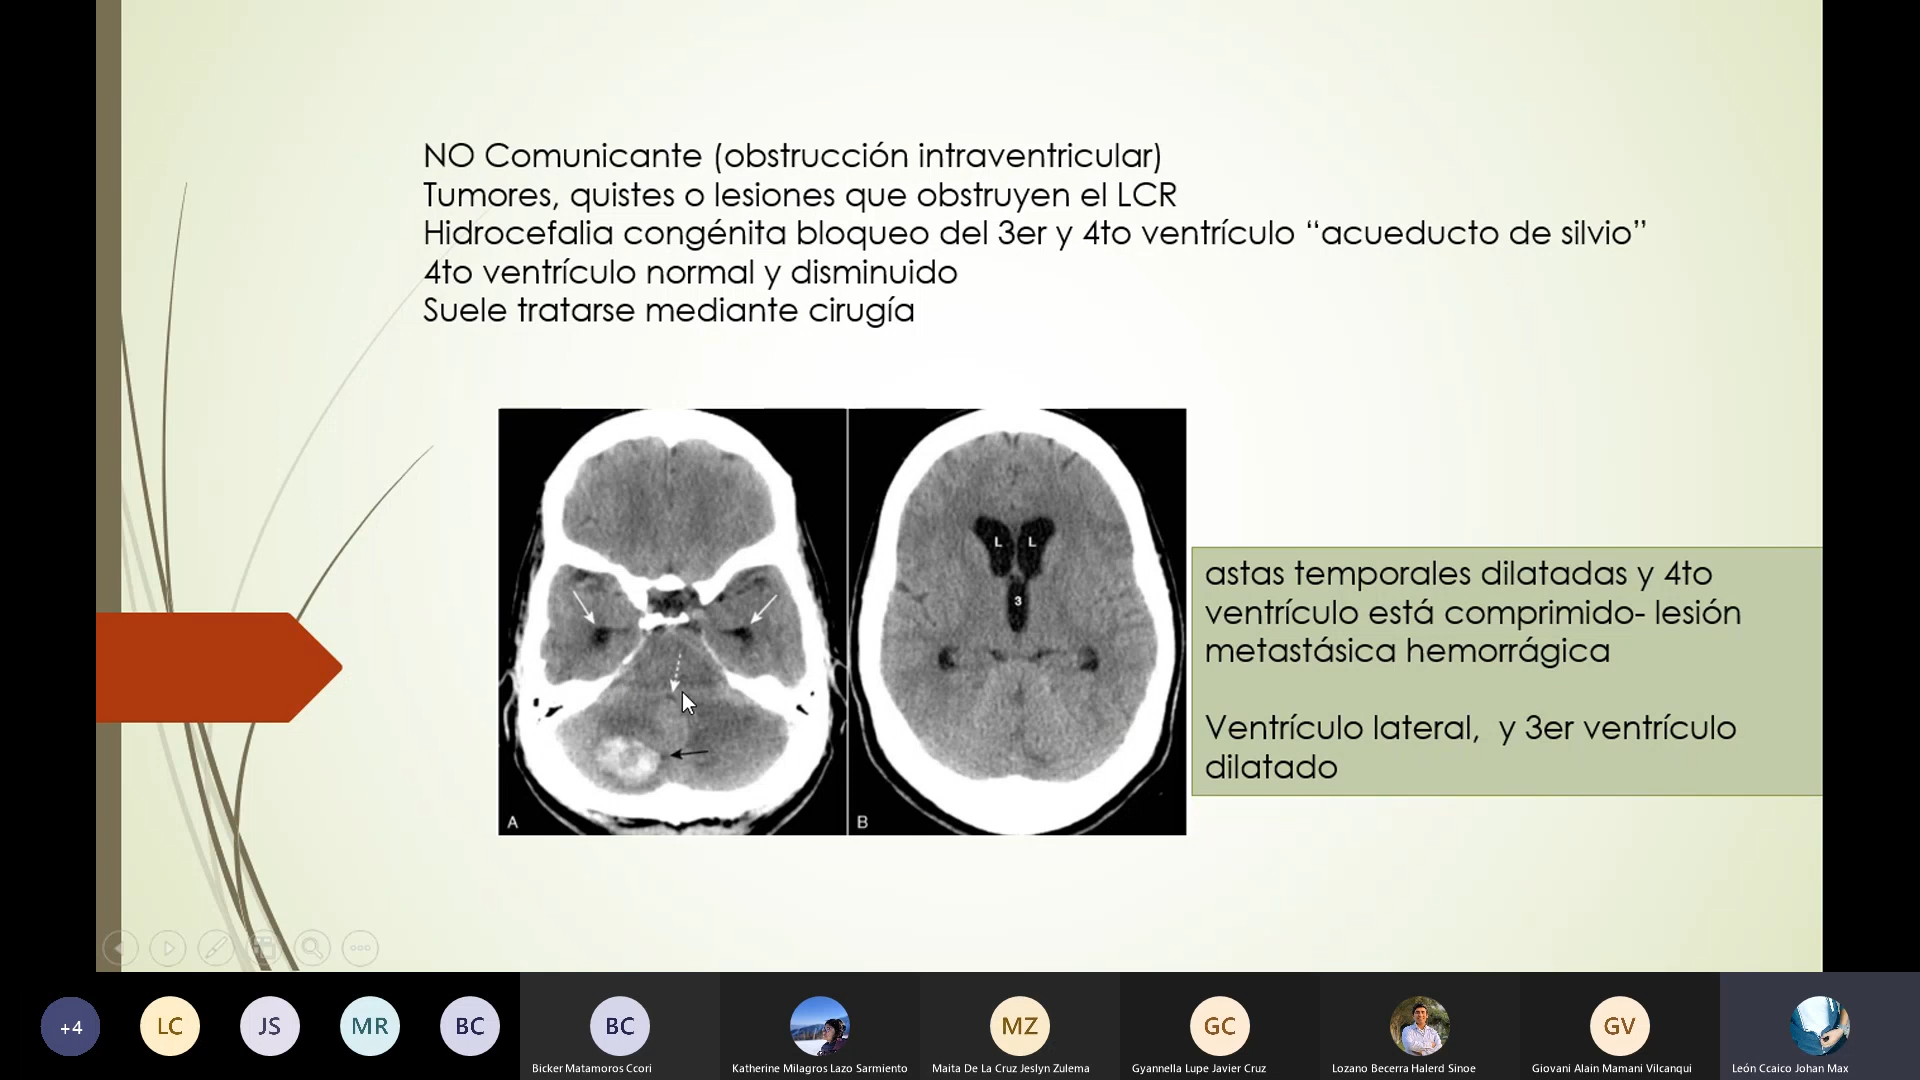 NO Comunicante (obstrucción intraventricular)
Tumores, quistes o lesiones que obstruyen el LCR
Hidrocefalia congénita bloqueo del 3er y 4to ventrículo “acueducto de silvio”
4to ventrículo normal y disminuido
Suele tratarse mediante cirugía
L L
3
A B
astas temporales dilatadas y 4to
ventrículo está comprimido- lesión
metastásica hemorrágica
Ventrículo lateral, y 3er ventrículo
dilatado
+4 LC JS MR BC BC MZ GC GV
Bicker Matamoros Ccori Katherine Milagros Lazo Sarmiento Maita De La Cruz Jeslyn Zulema Gyannella Lupe Javier Cruz Lozano Becerra Halerd Sinoe Giovani Alain Mamani Vilcanqui León Ccaico Johan Max